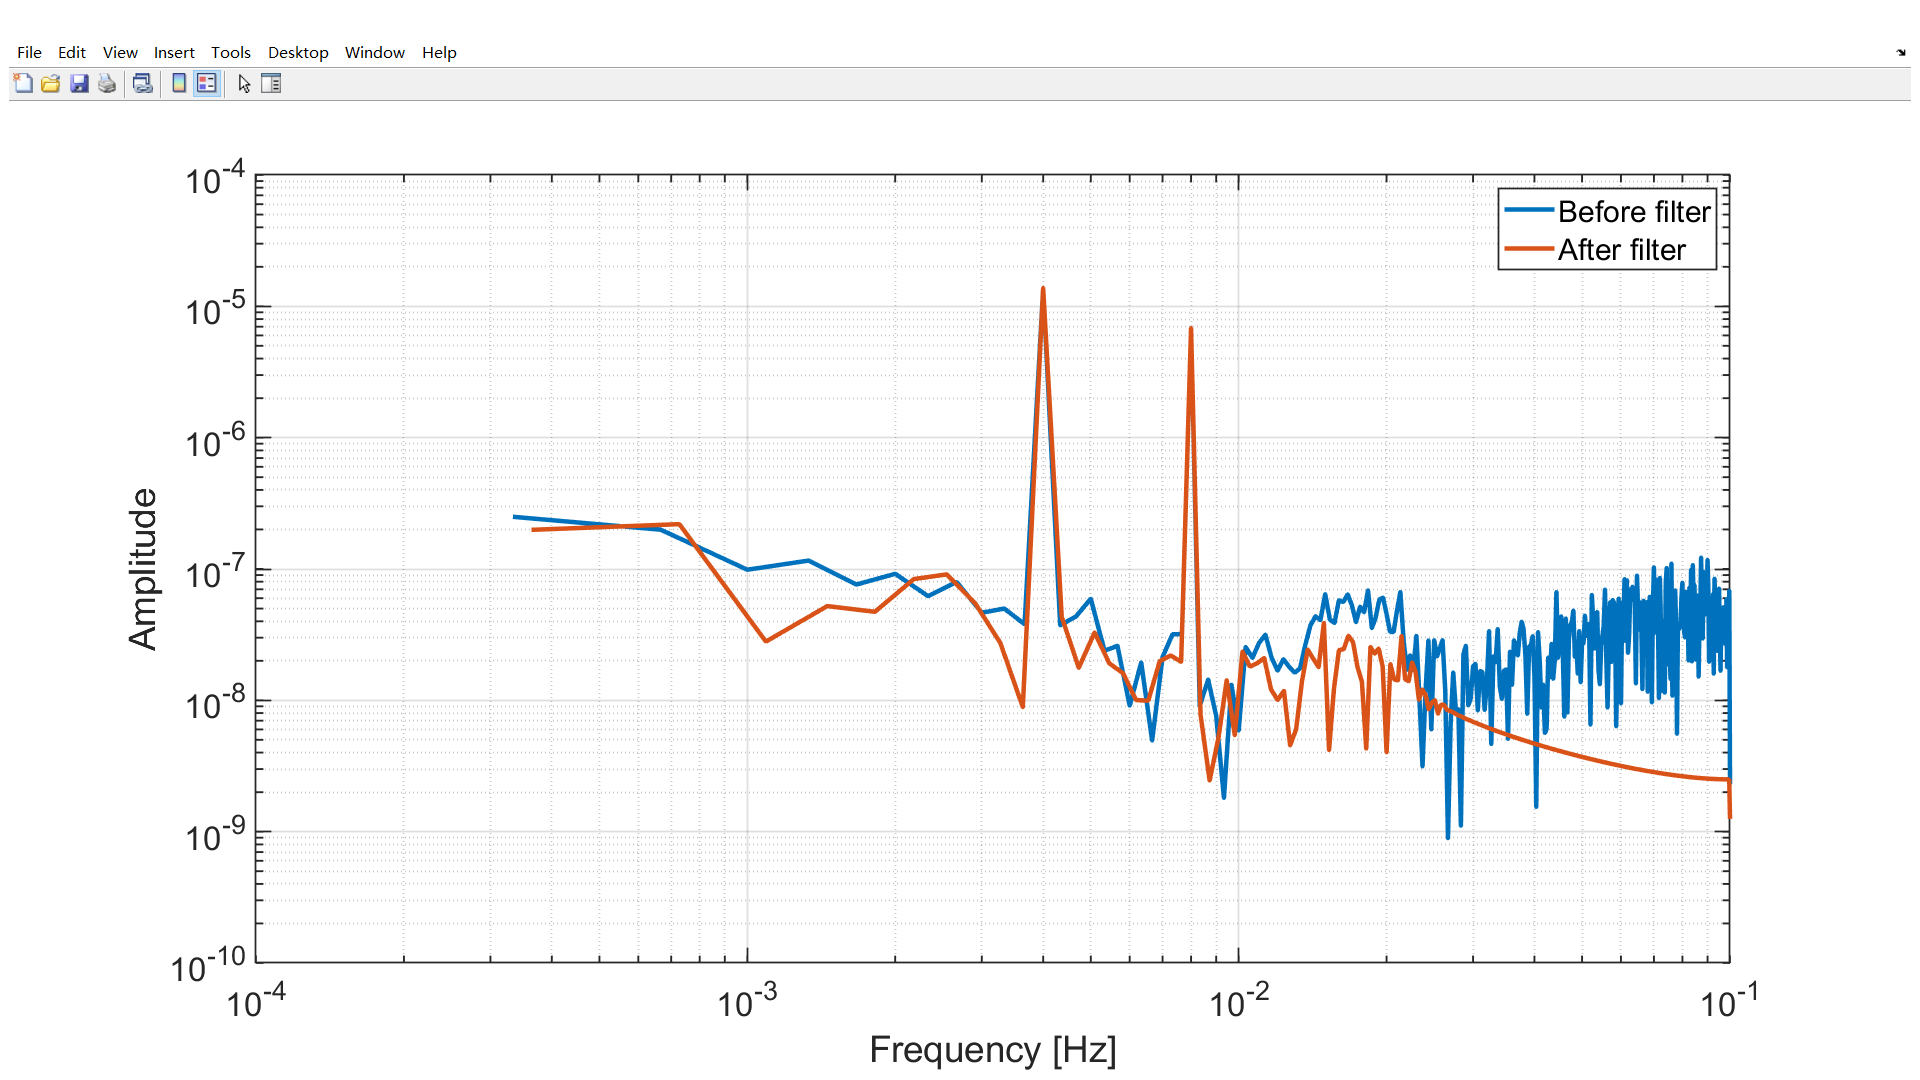 File Edit View Insert Tools Desktop Window Help
10^-4
Before filter
After filter
10^-5
10^-6
10^-7
10^-8
10^-9
10^-10
Amplitude
10^-4 10^-3 10^-2 10^-1
Frequency [Hz]